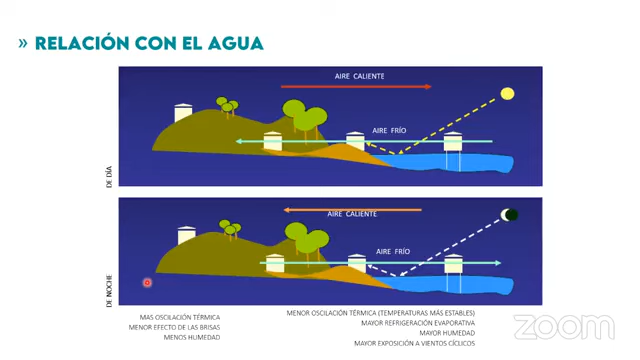 » RELACIÓN CON EL AGUA
AIRE CALIENTE
AIRE FRÍO
DE DÍA
AIRE CALIENTE
AIRE FRÍO
DE NOCHE
MAS OSCILACIÓN TÉRMICA
MENOR EFECTO DE LAS BRISAS
MENOS HUMEDAD
MENOR OSCILACIÓN TÉRMICA (TEMPERATURAS MÁS ESTABLES)
MAYOR REFRIGERACIÓN EVAPORATIVA
MAYOR HUMEDAD
MAYOR EXPOSICIÓN A VIENTOS CÍCLICOS
zoom